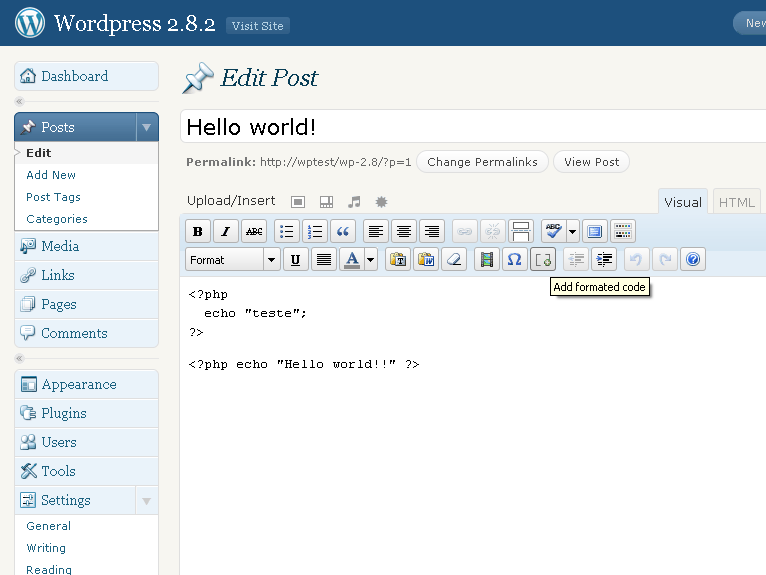 Wordpress 2.8.2 Visit Site New
Dashboard
Edit Post
Posts
Hello world!
Edit
Permalink: http://wptest/wp-2.8/?p=1 Change Permalinks View Post
Add New
Post Tags
Categories
Upload/Insert Visual HTML
B I ABC ABC
Media
Format U A T W Ω ?
Links
Add formated code
Pages
Comments
<?php
echo "teste";
?>
<?php echo "Hello world!!" ?>
Appearance
Plugins
Users
Tools
Settings
General
Writing
Reading